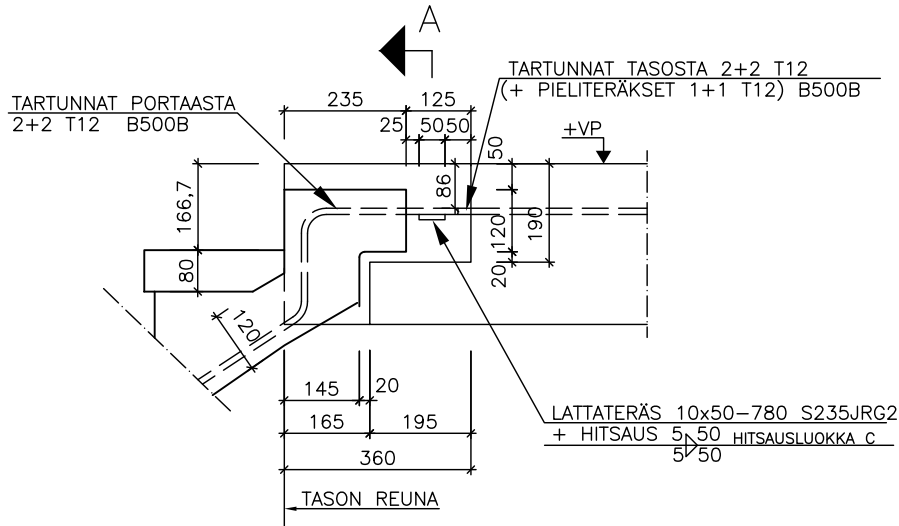 A
TARTUNNAT TASOSTA 2+2 T12
(+ PIELITERÄKSET 1+1 T12) B500B
TARTUNNAT PORTAASTA
2+2 T12 B500B
235
125
25
50
50
+VP
50
166,7
86
120
190
20
80
120
145
20
165
195
360
LATTATERÄS 10x50-780 S235JRG2
+ HITSAUS 5 50 HITSAUSLUOKKA C
5 50
TASON REUNA